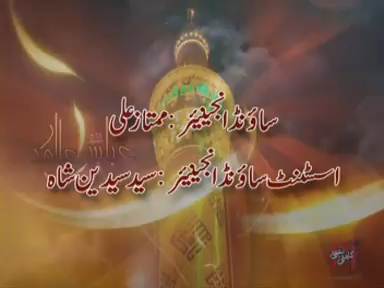 ساؤنڈ انجینیئر : ممتاز علی
اسسٹنٹ ساؤنڈ انجینیئر : سید سیدین شاہ